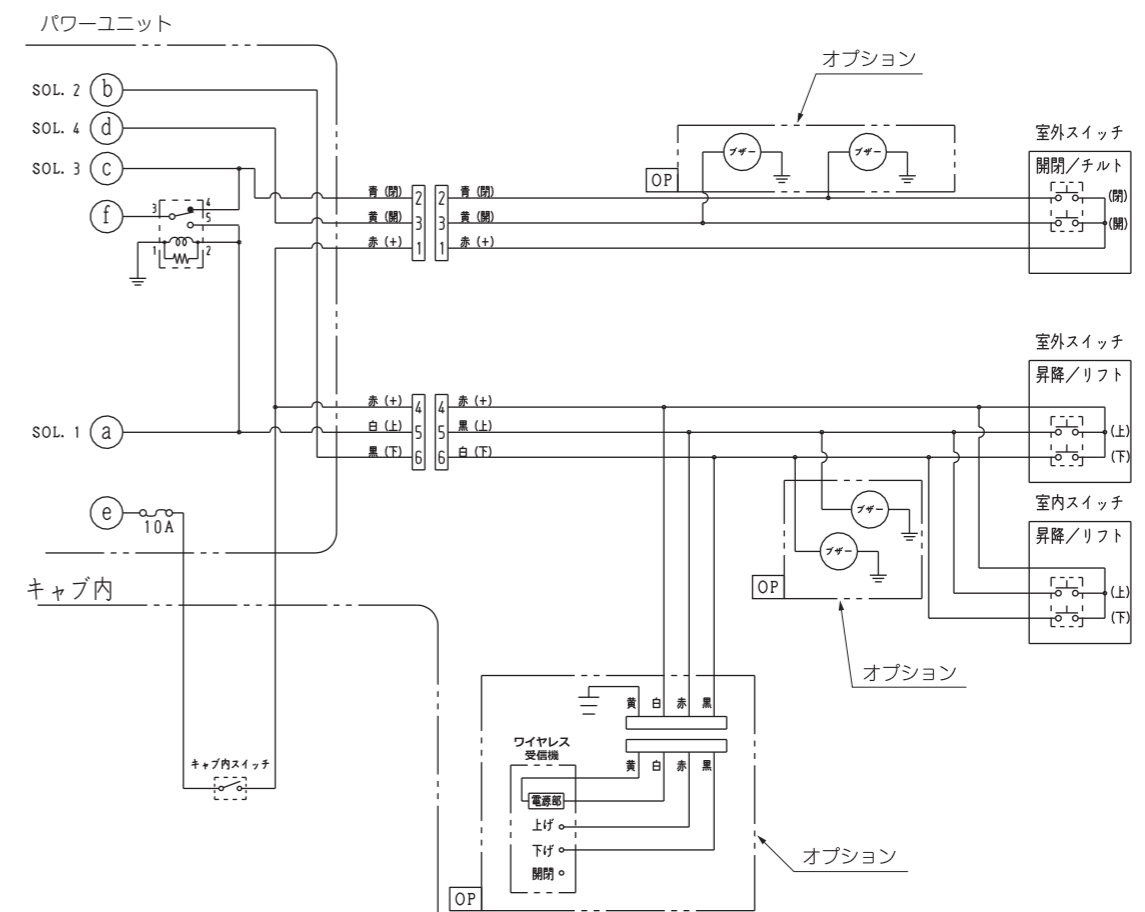 パワーユニット
SOL. 2 b
SOL. 4 d
SOL. 3 c
f
3 4
5
1 2
青(閉) 2 2 青(閉)
黄(開) 3 3 黄(開)
赤(+) 1 1 赤(+)
オプション
ブザー ブザー
OP
室外スイッチ
開閉/チルト
(閉)
(開)
赤(+) 4 4 赤(+)
SOL. 1 a 白(上) 5 5 黒(上)
黒(下) 6 6 白(下)
室外スイッチ
昇降/リフト
(上)
(下)
e
10A
ブザー
ブザー
OP
オプション
室内スイッチ
昇降/リフト
(上)
(下)
キャブ内
キャブ内スイッチ
黄 白 赤 黒
黄 白 赤 黒
ワイヤレス
受信機
電源部
上げ
下げ
開閉
OP
オプション